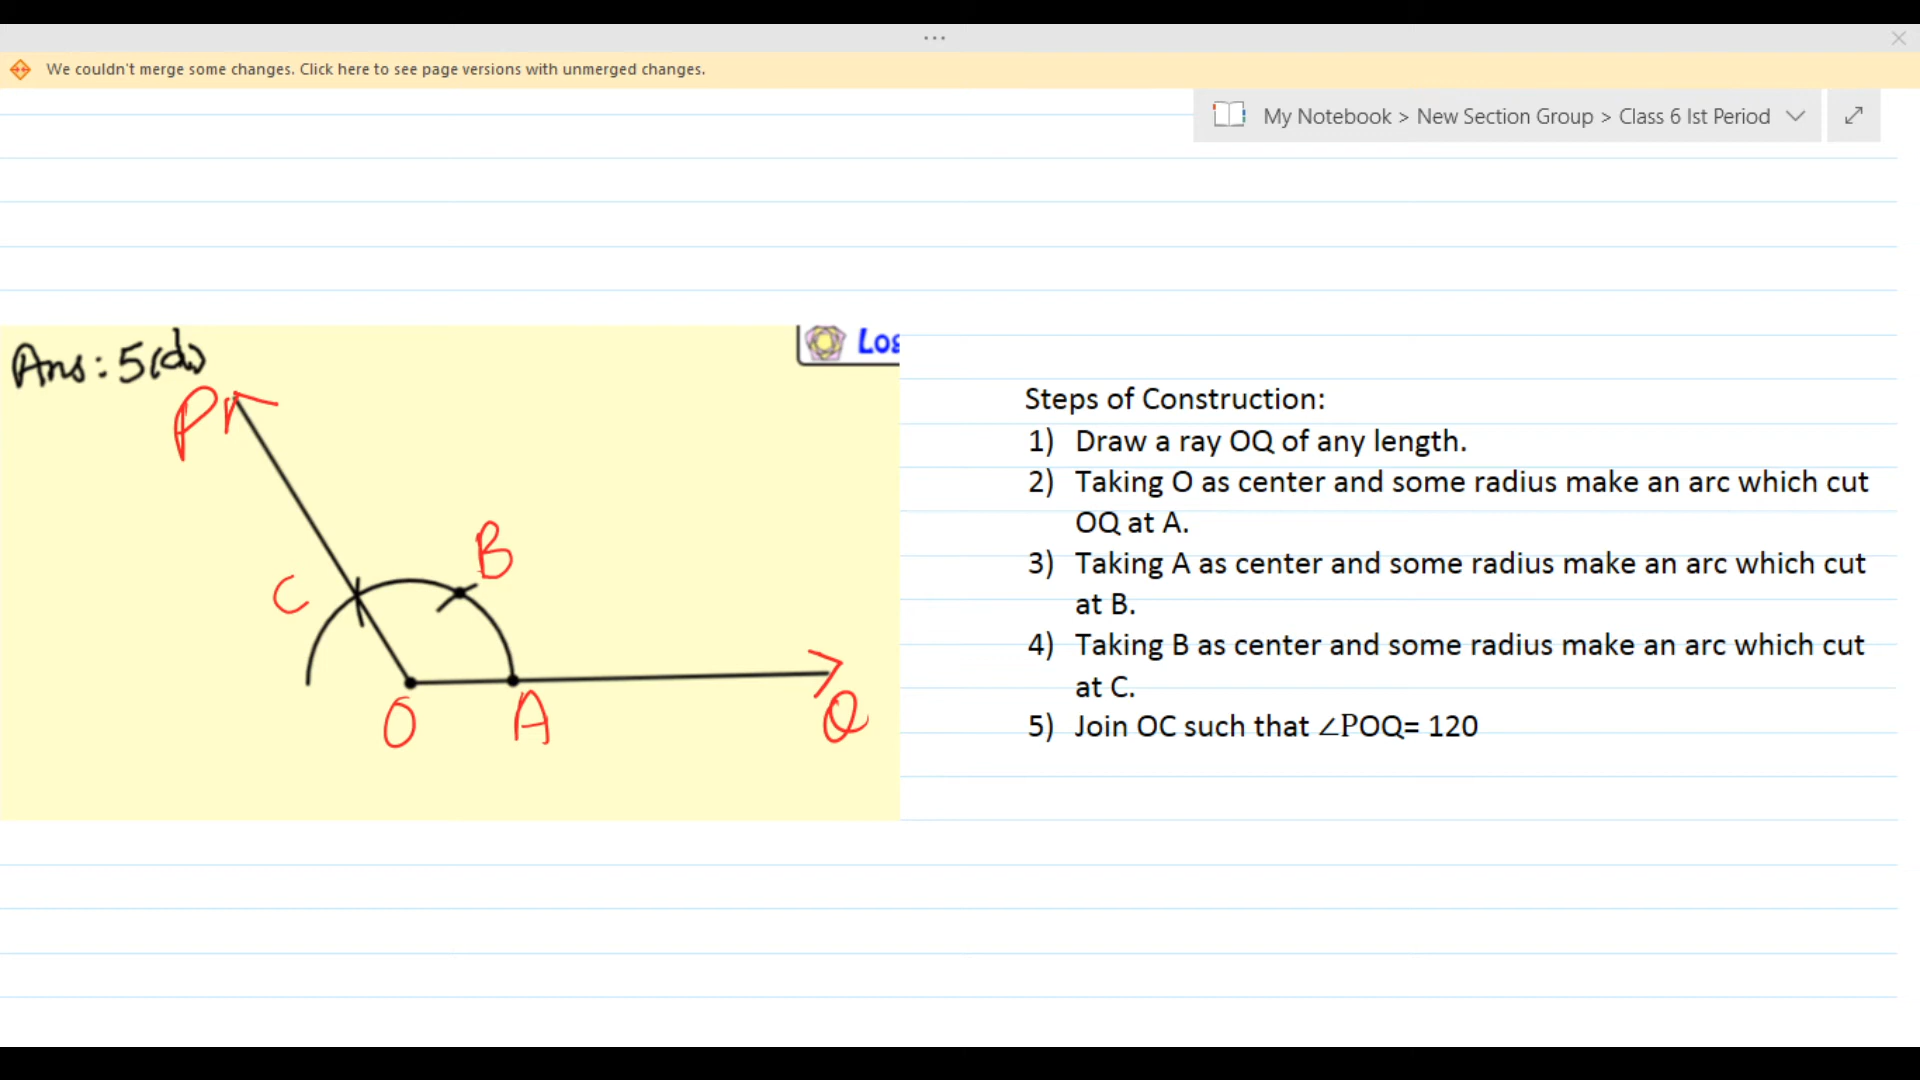 We couldn't merge some changes. Click here to see page versions with unmerged changes.
My Notebook > New Section Group > Class 6 Ist Period
Ans: 5(d)
P
B
C
O
A
Q
Steps of Construction:
1) Draw a ray OQ of any length.
2) Taking O as center and some radius make an arc which cut
OQ at A.
3) Taking A as center and some radius make an arc which cut
at B.
4) Taking B as center and some radius make an arc which cut
at C.
5) Join OC such that ∠POQ= 120